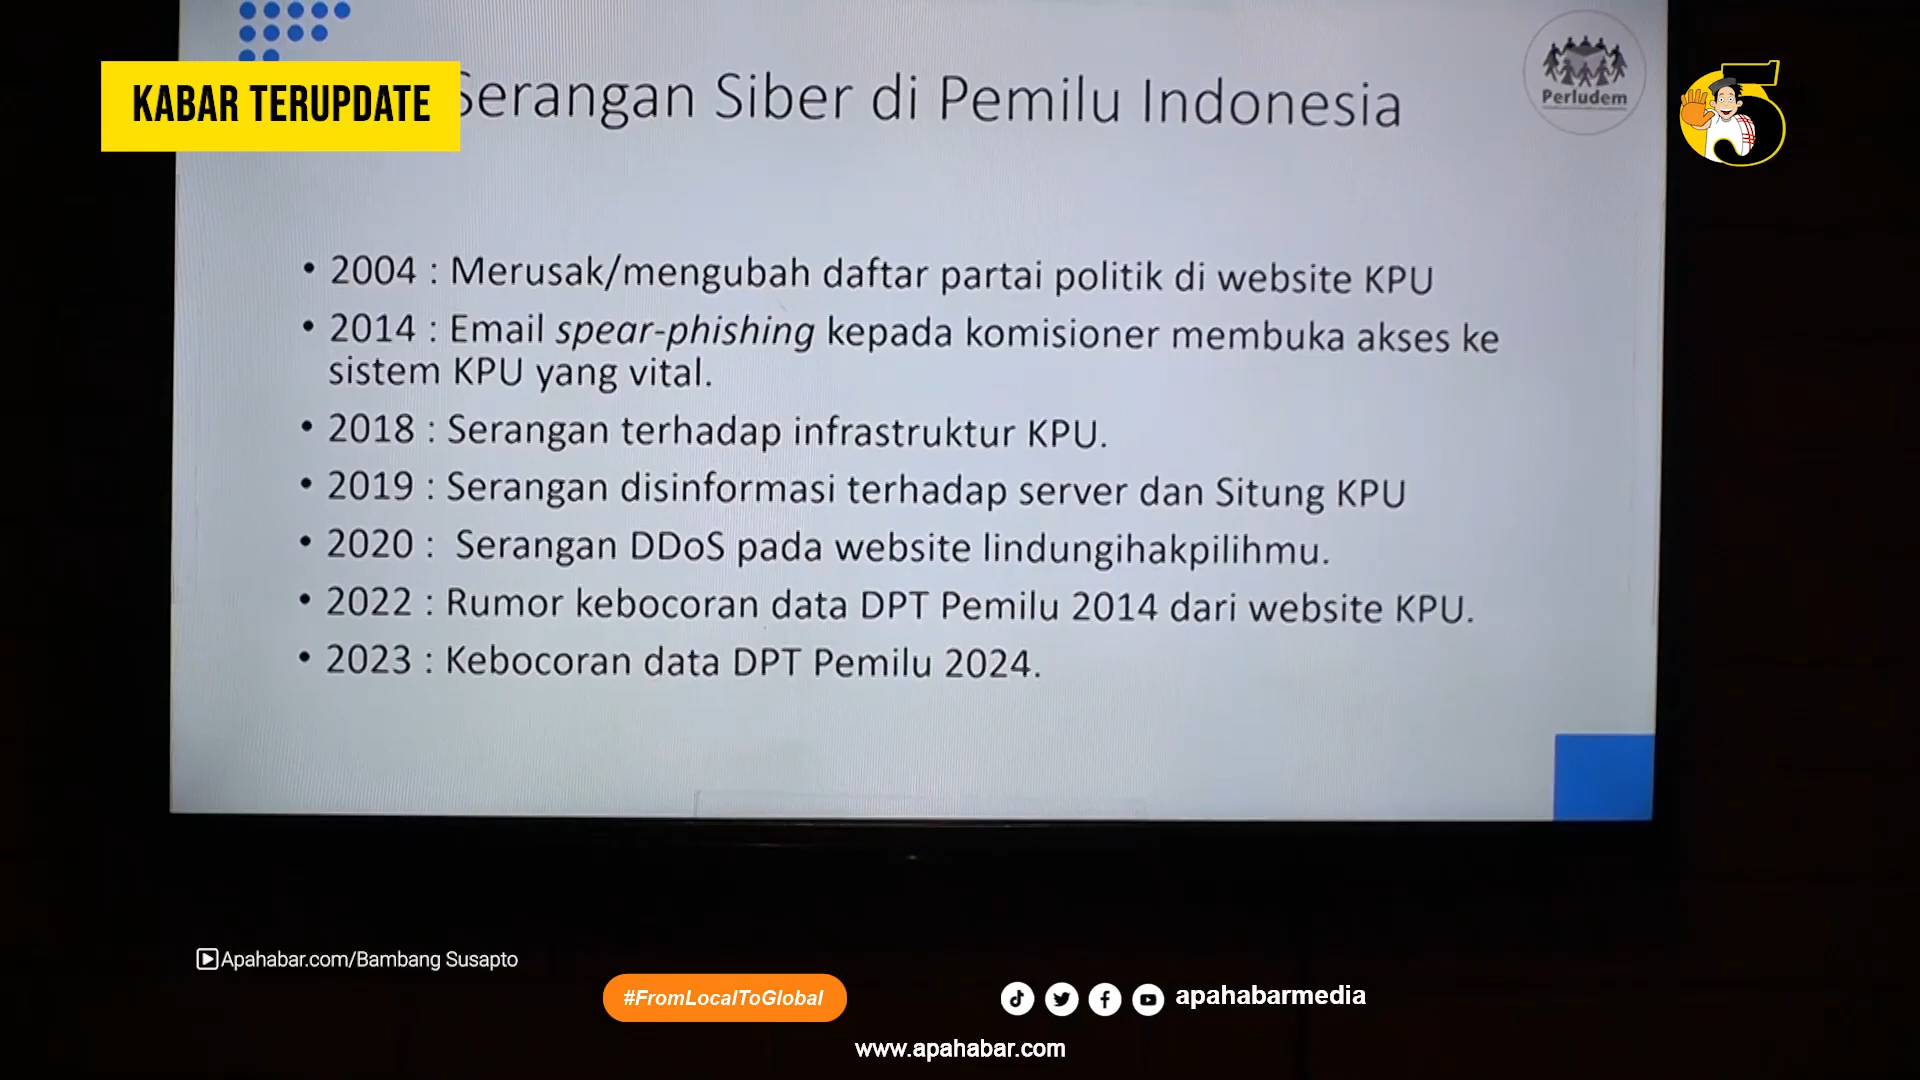 KABAR TERUPDATE
Serangan Siber di Pemilu Indonesia
Perludem
5
• 2004 : Merusak/mengubah daftar partai politik di website KPU
• 2014 : Email spear-phishing kepada komisioner membuka akses ke
sistem KPU yang vital.
• 2018 : Serangan terhadap infrastruktur KPU.
• 2019 : Serangan disinformasi terhadap server dan Situng KPU
• 2020 : Serangan DDoS pada website lindungihakpilihmu.
• 2022 : Rumor kebocoran data DPT Pemilu 2014 dari website KPU.
• 2023 : Kebocoran data DPT Pemilu 2024.
Apahabar.com/Bambang Susapto
#FromLocalToGlobal
apahabarmedia
www.apahabar.com